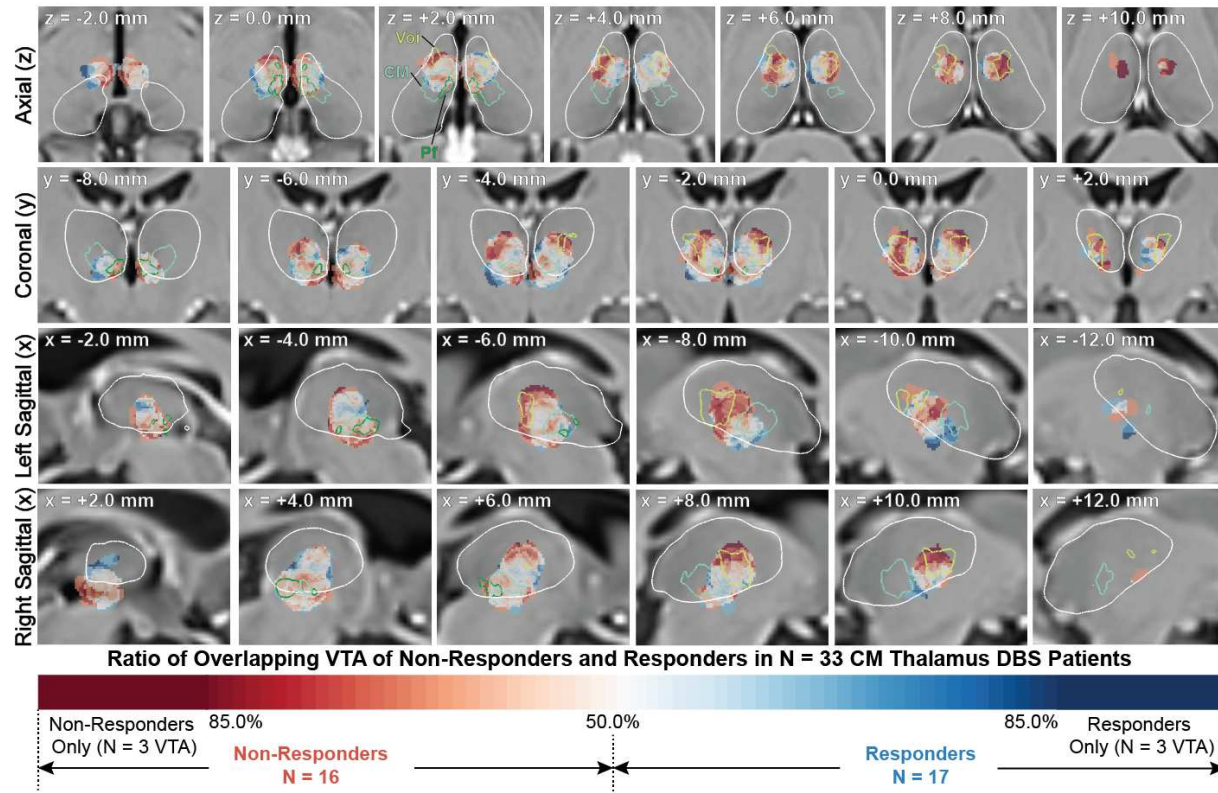 Axial (z)
z = -2.0 mm
z = 0.0 mm
z = +2.0 mm
z = +4.0 mm
z = +6.0 mm
z = +8.0 mm
z = +10.0 mm
Voi
CM
Pf
Coronal (y)
y = -8.0 mm
y = -6.0 mm
y = -4.0 mm
y = -2.0 mm
y = 0.0 mm
y = +2.0 mm
Left Sagittal (x)
x = -2.0 mm
x = -4.0 mm
x = -6.0 mm
x = -8.0 mm
x = -10.0 mm
x = -12.0 mm
Right Sagittal (x)
x = +2.0 mm
x = +4.0 mm
x = +6.0 mm
x = +8.0 mm
x = +10.0 mm
x = +12.0 mm
Ratio of Overlapping VTA of Non-Responders and Responders in N = 33 CM Thalamus DBS Patients
85.0%
50.0%
85.0%
Non-Responders
Only (N = 3 VTA)
Responders
Only (N = 3 VTA)
Non-Responders
N = 16
Responders
N = 17